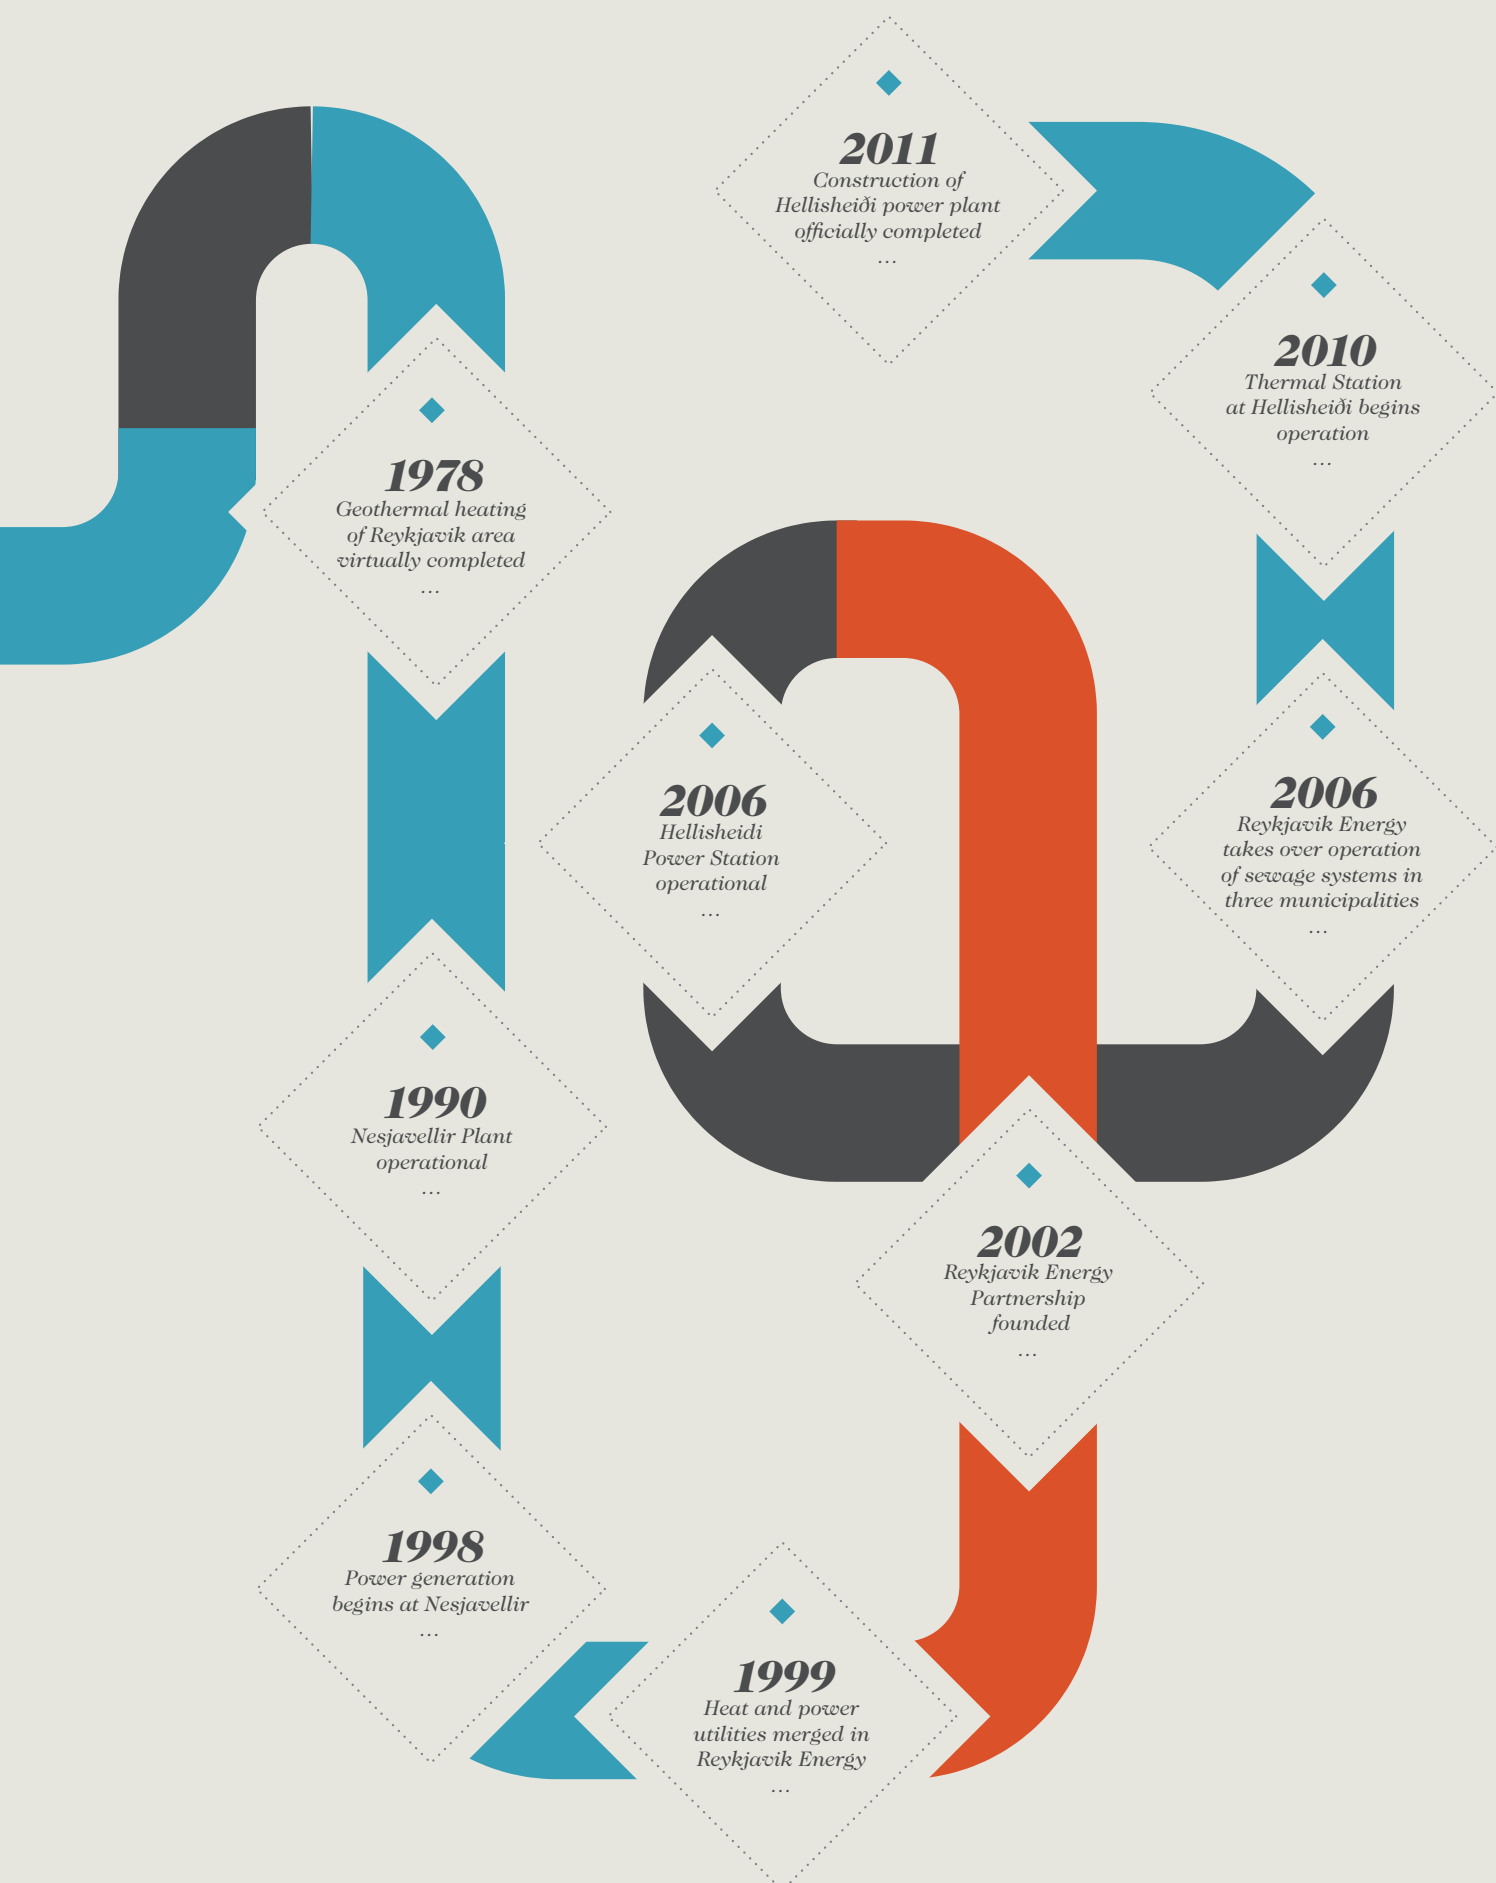 1978
Geothermal heating
of Reykjavik area
virtually completed
...
1990
Nesjavellir Plant
operational
...
1998
Power generation
begins at Nesjavellir
...
1999
Heat and power
utilities merged in
Reykjavik Energy
...
2002
Reykjavik Energy
Partnership
founded
...
2006
Hellisheidi
Power Station
operational
...
2006
Reykjavik Energy
takes over operation
of sewage systems in
three municipalities
...
2010
Thermal Station
at Hellisheiði begins
operation
...
2011
Construction of
Hellisheiði power plant
officially completed
...